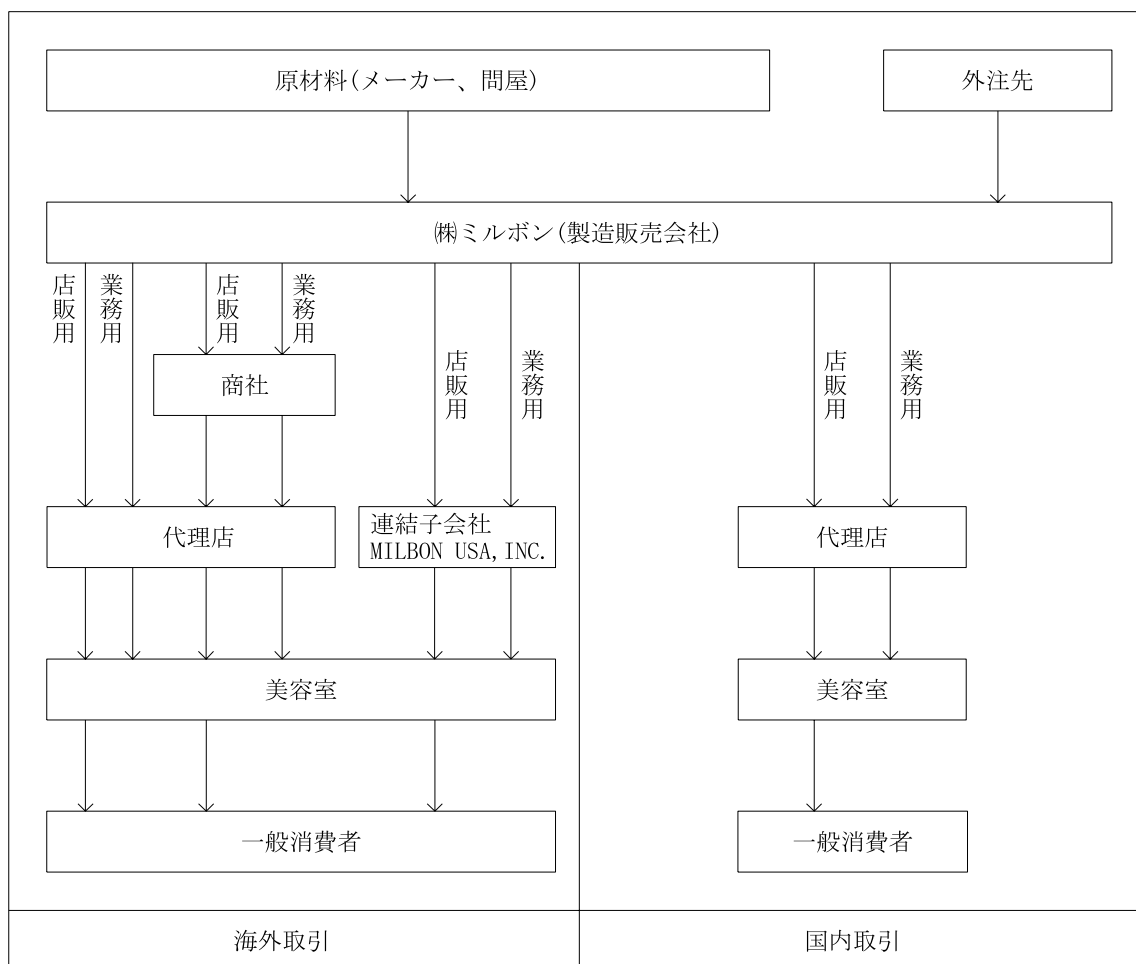 原材料(メーカー、問屋)
外注先
㈱ミルボン(製造販売会社)
店販用
業務用
店販用
業務用
店販用
業務用
店販用
業務用
商社
代理店
連結子会社
MILBON USA, INC.
代理店
美容室
美容室
一般消費者
一般消費者
海外取引
国内取引